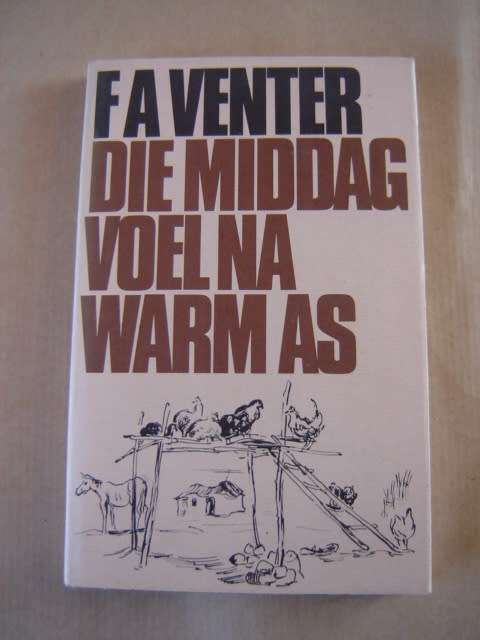 F A VENTER
DIE MIDDAG
VOEL NA
WARM AS